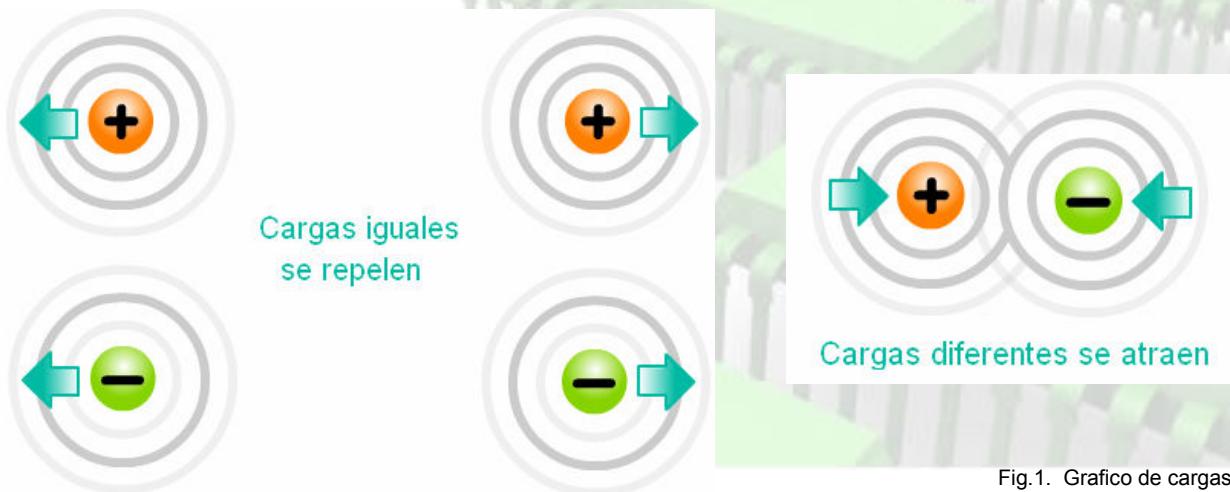 +
+
Cargas iguales
se repelen
−
−
+
−
Cargas diferentes se atraen
Fig.1. Grafico de cargas